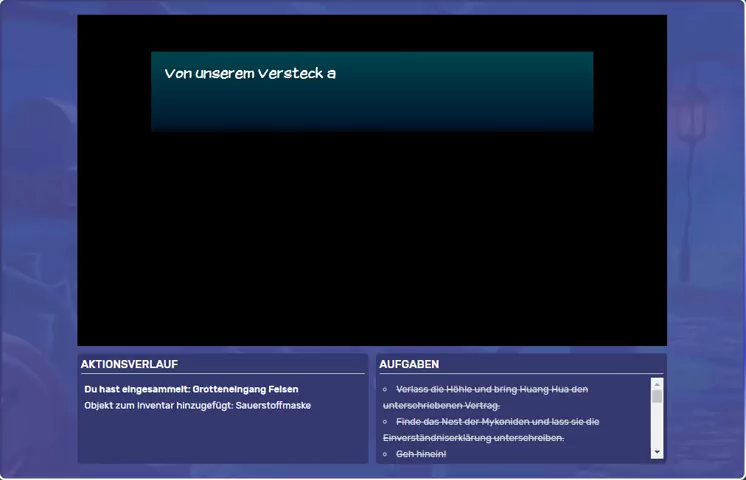 Von unserem Versteck a
AKTIONSVERLAUF
Du hast eingesammelt: Grotteneingang Felsen
Objekt zum Inventar hinzugefügt: Sauerstoffmaske
AUFGABEN
Verlass die Höhle und bring Huang Hua den
unterschriebenen Vertrag.
Finde das Nest der Mykoniden und lass sie die
Einverständniserklärung unterschreiben.
Geh hinein!